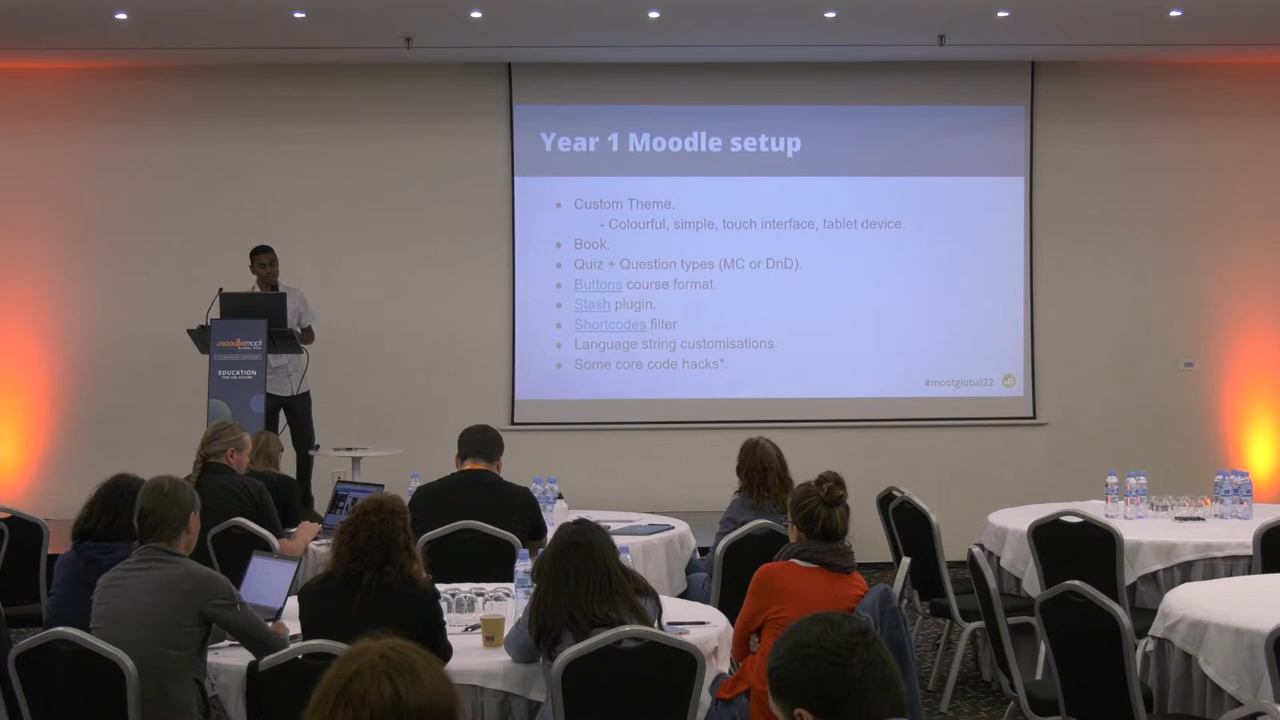 Year 1 Moodle setup
● Custom Theme.
- Colourful, simple, touch interface, tablet device.
● Book.
● Quiz + Question types (MC or DnD).
● Buttons course format.
● Stash plugin.
● Shortcodes filter
● Language string customisations.
● Some core code hacks*.
#mootglobal22
moodlemoot
EDUCATION
FOR THE FUTURE